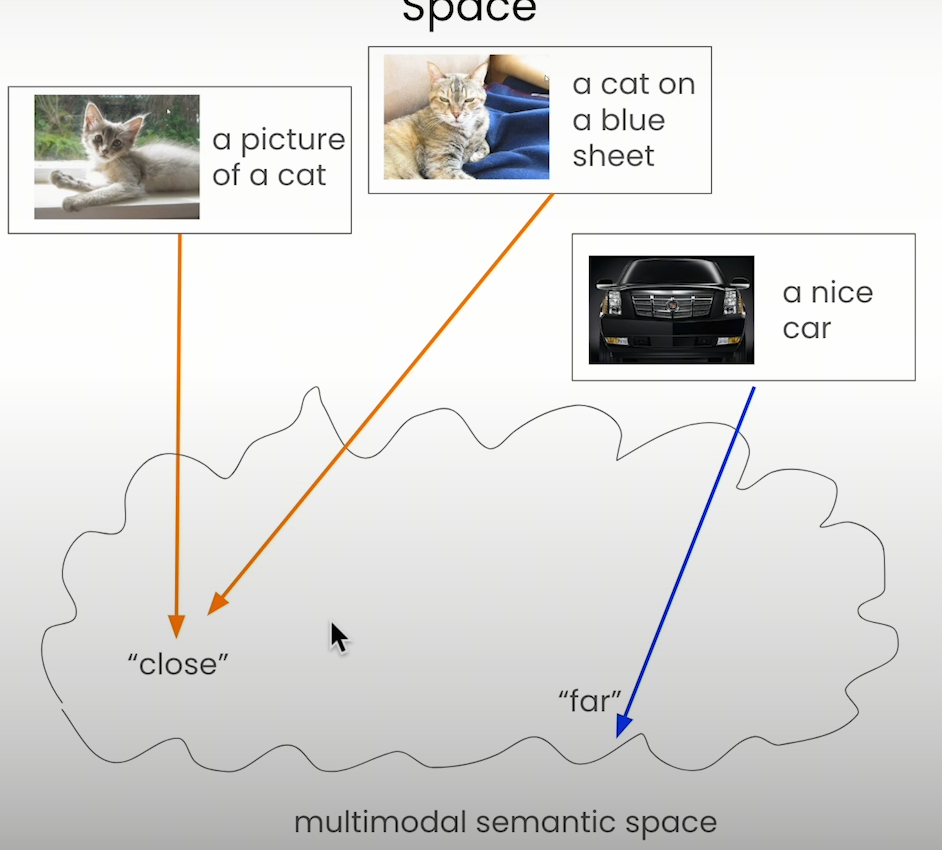 Space
a picture
of a cat
a cat on
a blue
sheet
a nice
car
“close”
“far”
multimodal semantic space